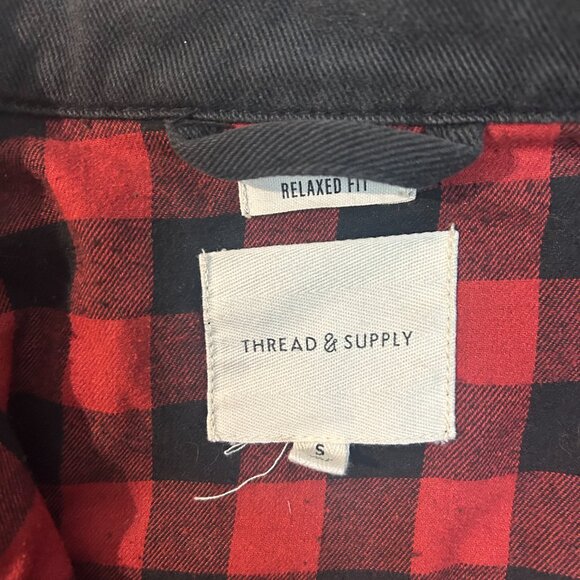 RELAXED FIT
THREAD & SUPPLY
S